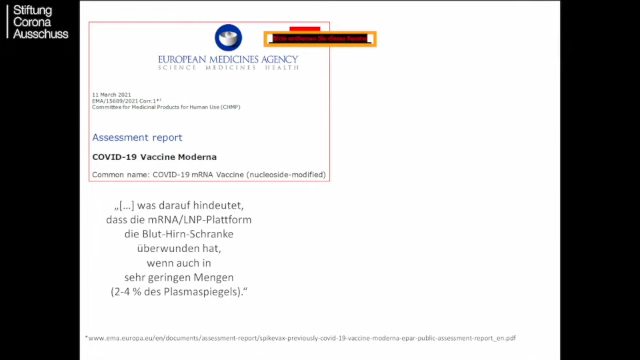 Stiftung
Corona
Ausschuss
EUROPEAN MEDICINES AGENCY
SCIENCE MEDICINES HEALTH
11 March 2021
EMA/15689/2021 Corr.1*¹
Committee for Medicinal Products for Human Use (CHMP)
Assessment report
COVID-19 Vaccine Moderna
Common name: COVID-19 mRNA Vaccine (nucleoside-modified)
„[...] was darauf hindeutet,
dass die mRNA/LNP-Plattform
die Blut-Hirn-Schranke
überwunden hat,
wenn auch in
sehr geringen Mengen
(2-4 % des Plasmaspiegels).“
*www.ema.europa.eu/en/documents/assessment-report/spikevax-previously-covid-19-vaccine-moderna-epar-public-assessment-report_en.pdf